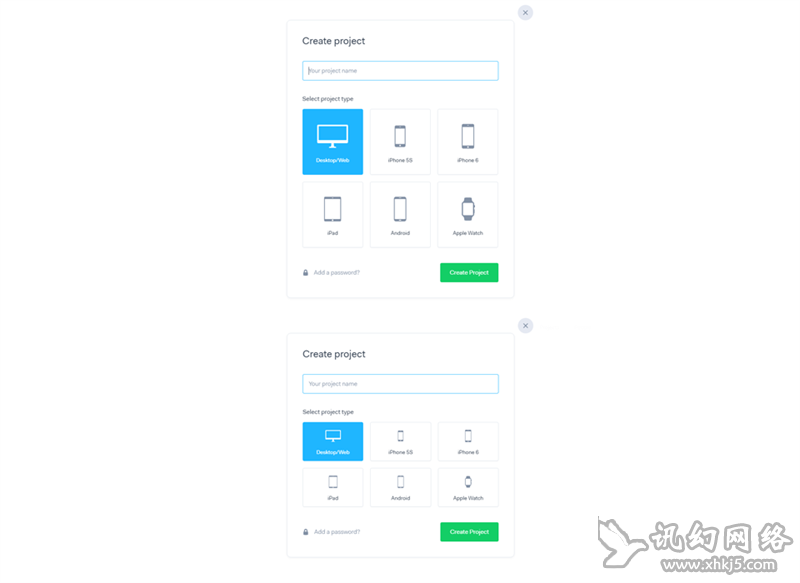 Create project
Your project name
Select project type
Desktop/Web
iPhone 5S
iPhone 6
iPad
Android
Apple Watch
Add a password?
Create Project
Create project
Your project name
Select project type
Desktop/Web
iPhone 5S
iPhone 6
iPad
Android
Apple Watch
Add a password?
Create Project
讯幻网络
www.xhkj5.com